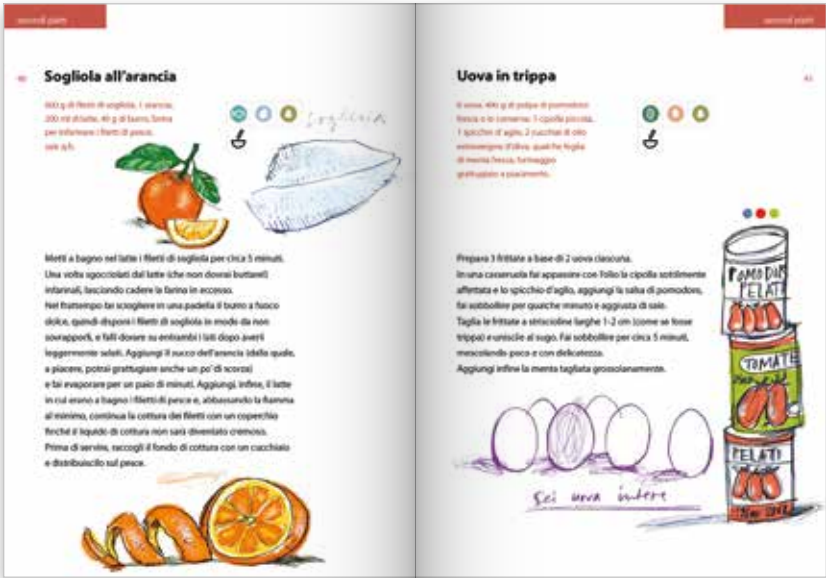 secondi piatti
40
Sogliola all'arancia
600 g di filetti di sogliola, 1 arancia,
200 ml di latte, 40 g di burro, farina
per infarinare i filetti di pesce,
sale q.b.
Sogliola
Metti a bagno nel latte i filetti di sogliola per circa 5 minuti.
Una volta sgocciolati dal latte (che non dovrai buttare!)
infarinali, lasciando cadere la farina in eccesso.
Nel frattempo fai sciogliere in una padella il burro a fuoco
dolce, quindi disponi i filetti di sogliola in modo da non
sovrapporli, e falli dorare su entrambi i lati dopo averli
leggermente salati. Aggiungi il succo dell'arancia (dalla quale,
a piacere, potrai grattugiare anche un po' di scorza)
e fai evaporare per un paio di minuti. Aggiungi, infine, il latte
in cui erano a bagno i filetti di pesce e, abbassando la fiamma
al minimo, continua la cottura dei filetti con un coperchio
finché il liquido di cottura non sarà diventato cremoso.
Prima di servire, raccogli il fondo di cottura con un cucchiaio
e distribuiscilo sul pesce.
secondi piatti
41
Uova in trippa
6 uova, 400 g di polpa di pomodoro
fresca o in conserva, 1 cipolla piccola,
1 spicchio d'aglio, 2 cucchiai di olio
extravergine d'oliva, qualche foglia
di menta fresca, formaggio
grattugiato a piacimento.
Prepara 3 frittate a base di 2 uova ciascuna.
In una casseruola fai appassire con l'olio la cipolla sottilmente
affettata e lo spicchio d'aglio, aggiungi la salsa di pomodoro,
fai sobbollire per qualche minuto e aggiusta di sale.
Taglia le frittate a striscioline larghe 1-2 cm (come se fosse
trippa) e uniscile al sugo. Fai sobbollire per circa 5 minuti,
mescolando poco e con delicatezza.
Aggiungi infine la menta tagliata grossolanamente.
POMODOR
PELATI
TOMATE
PELATI
sei uova intere